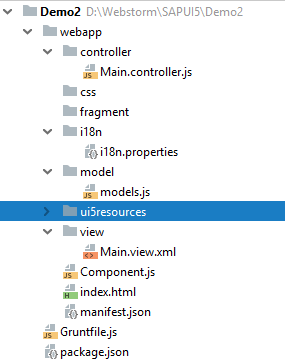 Demo2 D:\Webstorm\SAPUI5\Demo2
webapp
controller
Main.controller.js
css
fragment
i18n
i18n.properties
model
models.js
ui5resources
view
Main.view.xml
Component.js
index.html
manifest.json
Gruntfile.js
package.json